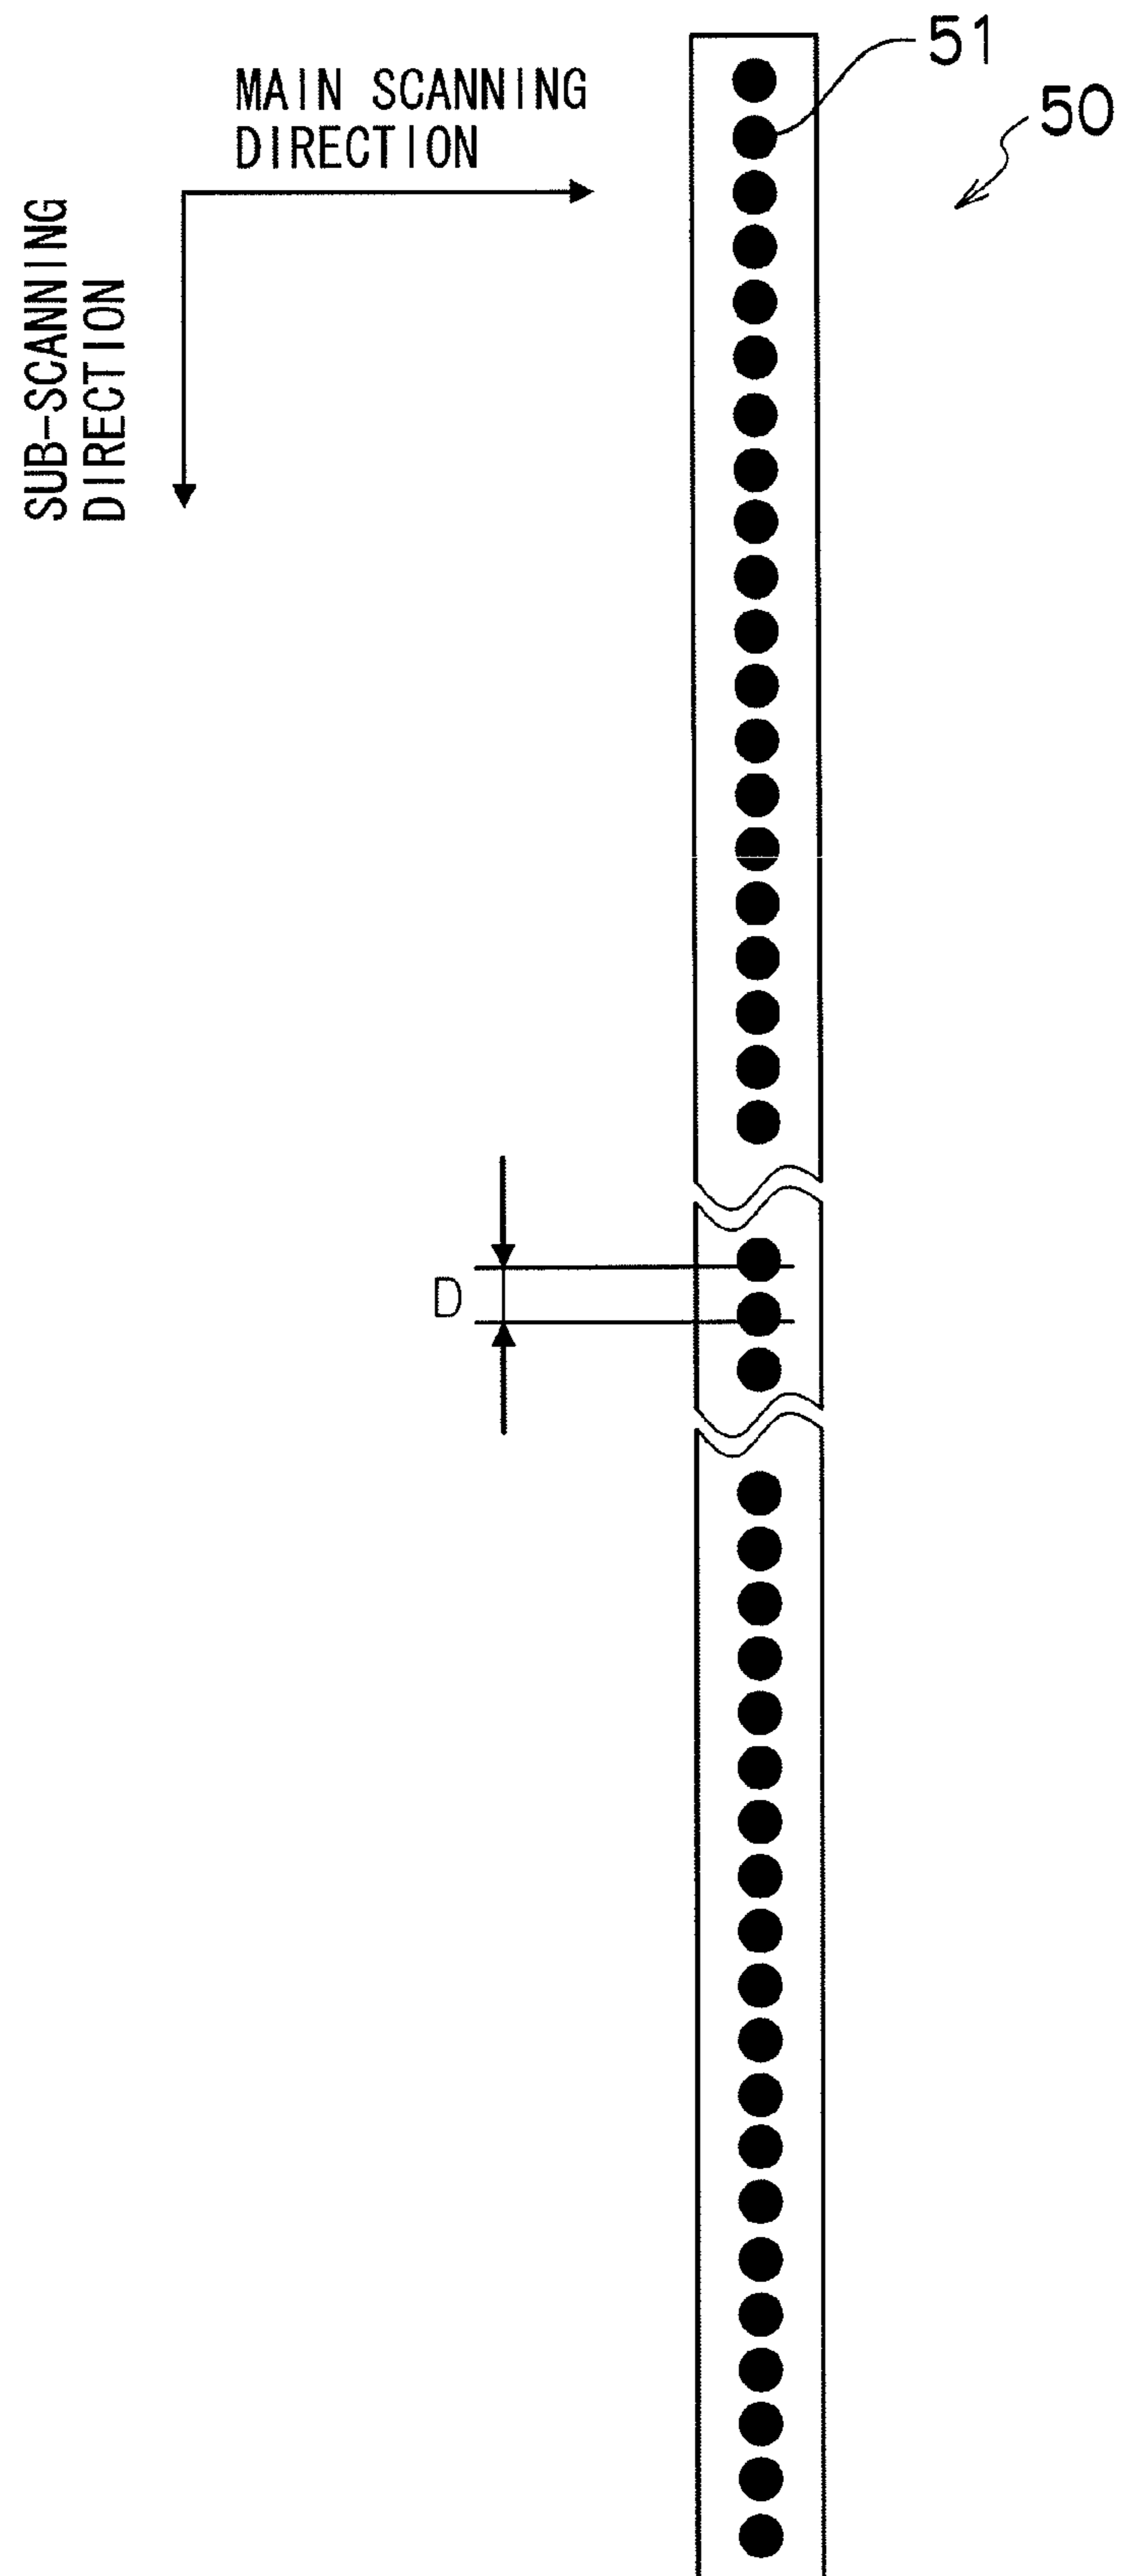 51
50
MAIN SCANNING
DIRECTION
SUB-SCANNING
DIRECTION
D